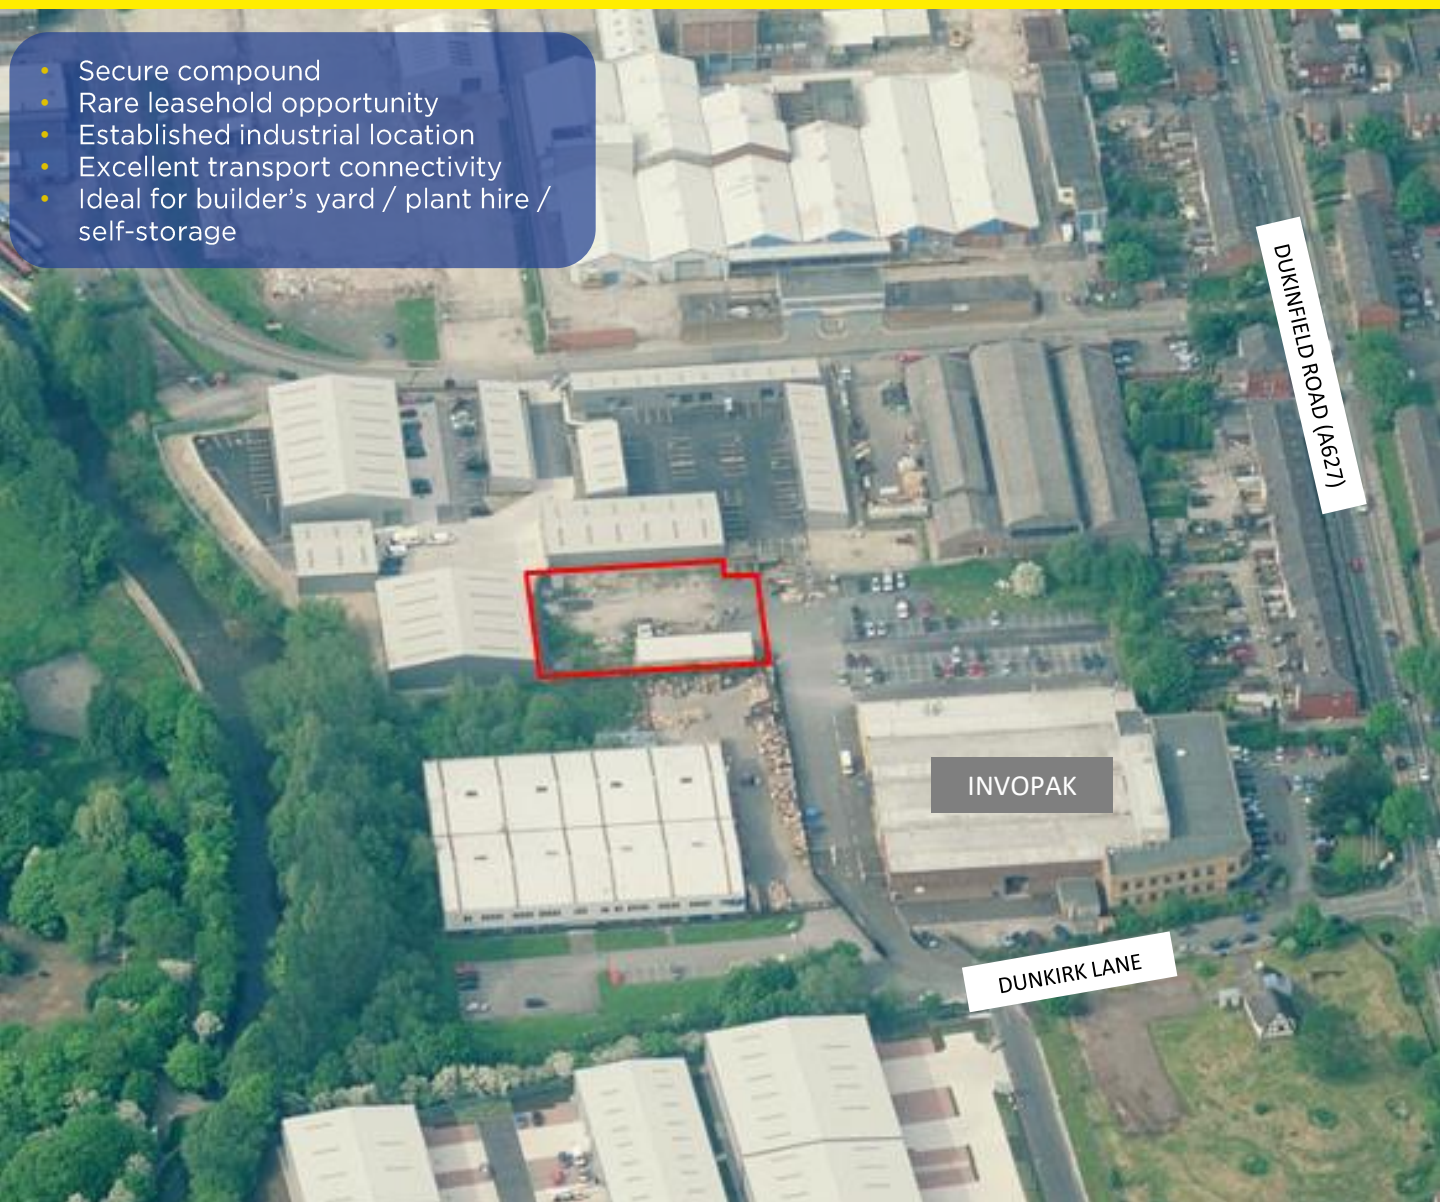 • Secure compound
• Rare leasehold opportunity
• Established industrial location
• Excellent transport connectivity
• Ideal for builder’s yard / plant hire /
self-storage
DUKINFIELD ROAD (A627)
INVOPAK
DUNKIRK LANE